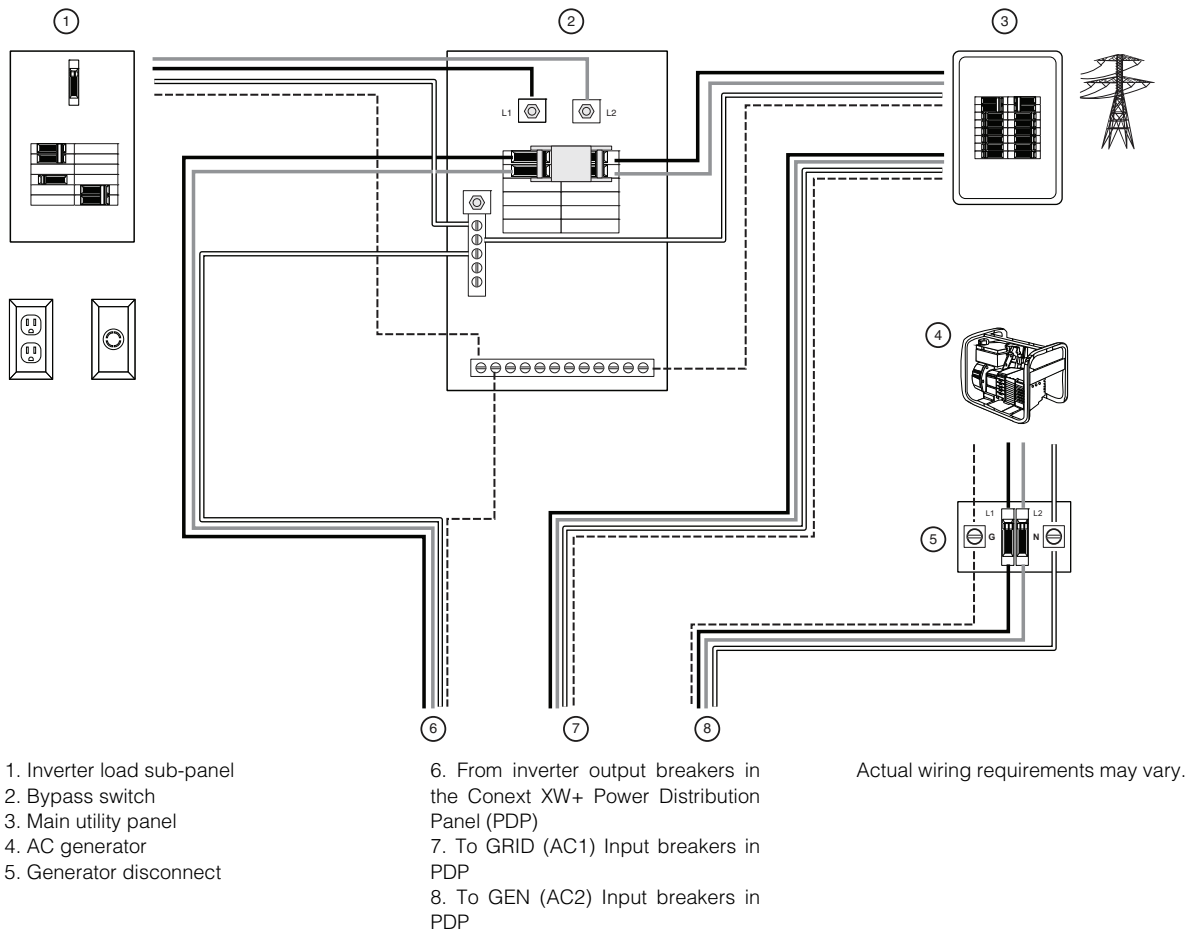 1
2
3
L1
L2
4
L1
L2
5
G
N
6
7
8
1. Inverter load sub-panel
2. Bypass switch
3. Main utility panel
4. AC generator
5. Generator disconnect
6. From inverter output breakers in
the Conext XW+ Power Distribution
Panel (PDP)
7. To GRID (AC1) Input breakers in
PDP
8. To GEN (AC2) Input breakers in
PDP
Actual wiring requirements may vary.